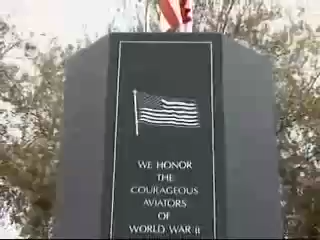 WE HONOR
THE
COURAGEOUS
AVIATORS
OF
WORLD WAR II